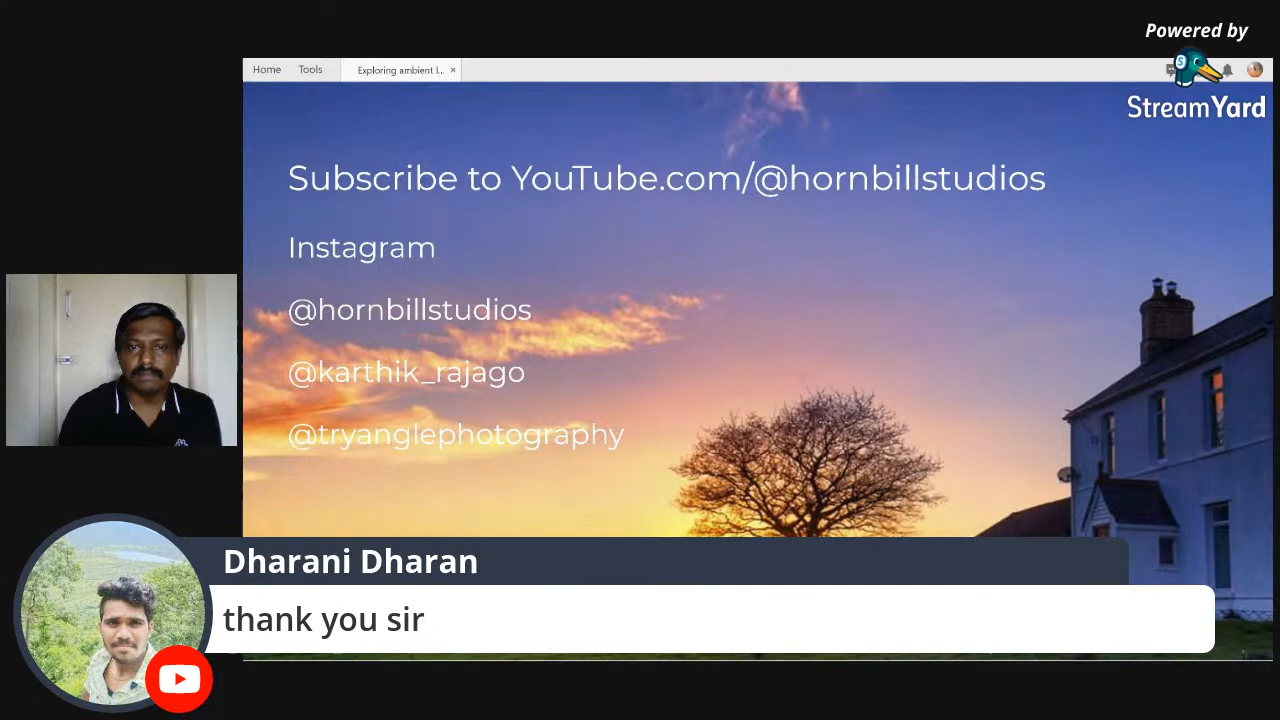 Powered by
StreamYard
Home Tools Exploring ambient l... ×
Subscribe to YouTube.com/@hornbillstudios
Instagram
@hornbillstudios
@karthik_rajago
@tryanglephotography
Dharani Dharan
thank you sir